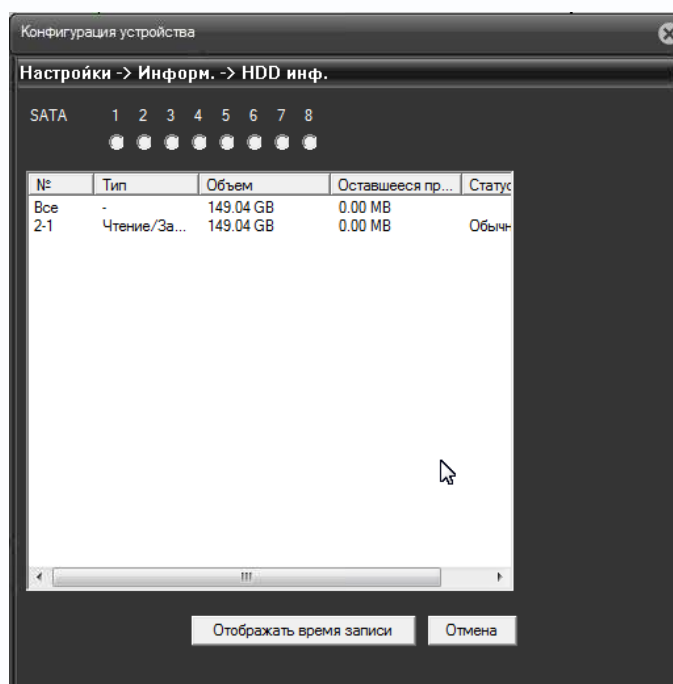 Конфигурация устройства
Настройки -> Информ. -> HDD инф.
SATA 1 2 3 4 5 6 7 8
№ Тип Объем Оставшееся пр... Статус
Все - 149.04 GB 0.00 MB
2-1 Чтение/За... 149.04 GB 0.00 MB Обычн
Отображать время записи Отмена